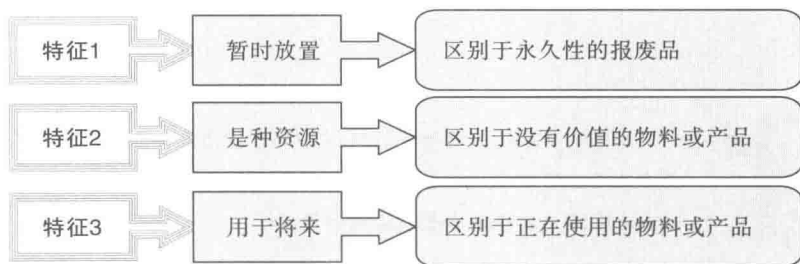 特征1 暂时放置 区别于永久性的报废品
特征2 是种资源 区别于没有价值的物料或产品
特征3 用于将来 区别于正在使用的物料或产品